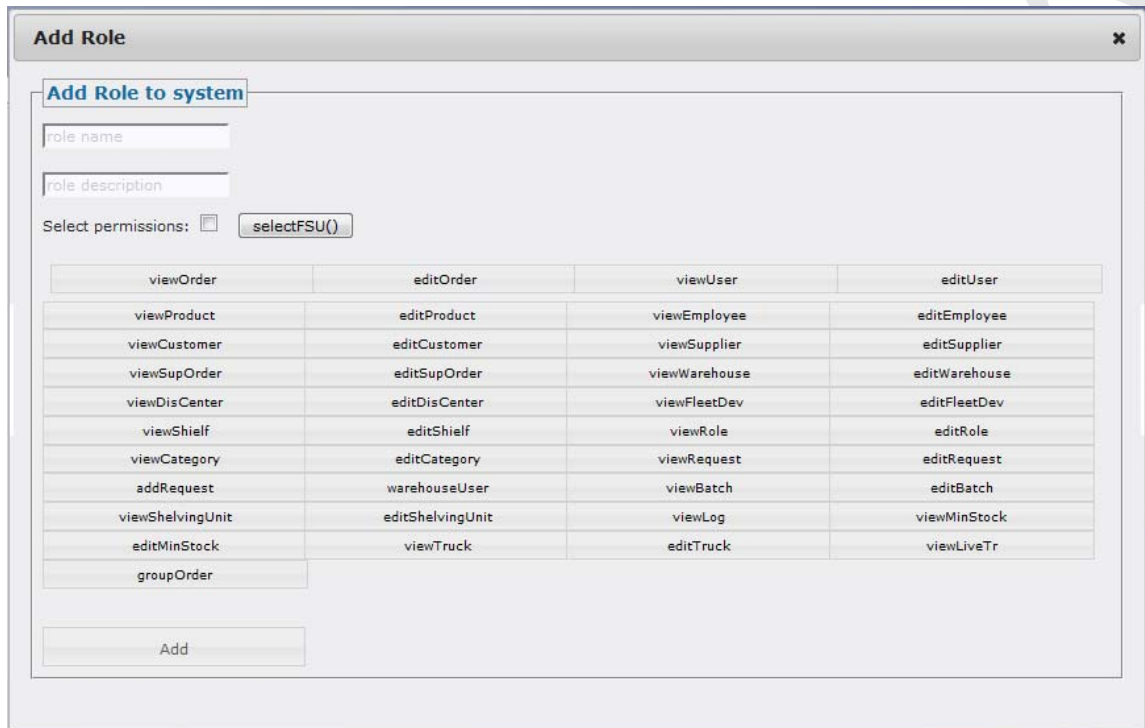 Add Role
Add Role to system
role name
role description
Select permissions: selectFSU()
viewOrder editOrder viewUser editUser
viewProduct editProduct viewEmployee editEmployee
viewCustomer editCustomer viewSupplier editSupplier
viewSupOrder editSupOrder viewWarehouse editWarehouse
viewDisCenter editDisCenter viewFleetDev editFleetDev
viewShielf editShielf viewRole editRole
viewCategory editCategory viewRequest editRequest
addRequest warehouseUser viewBatch editBatch
viewShelvingUnit editShelvingUnit viewLog viewMinStock
editMinStock viewTruck editTruck viewLiveTr
groupOrder
Add